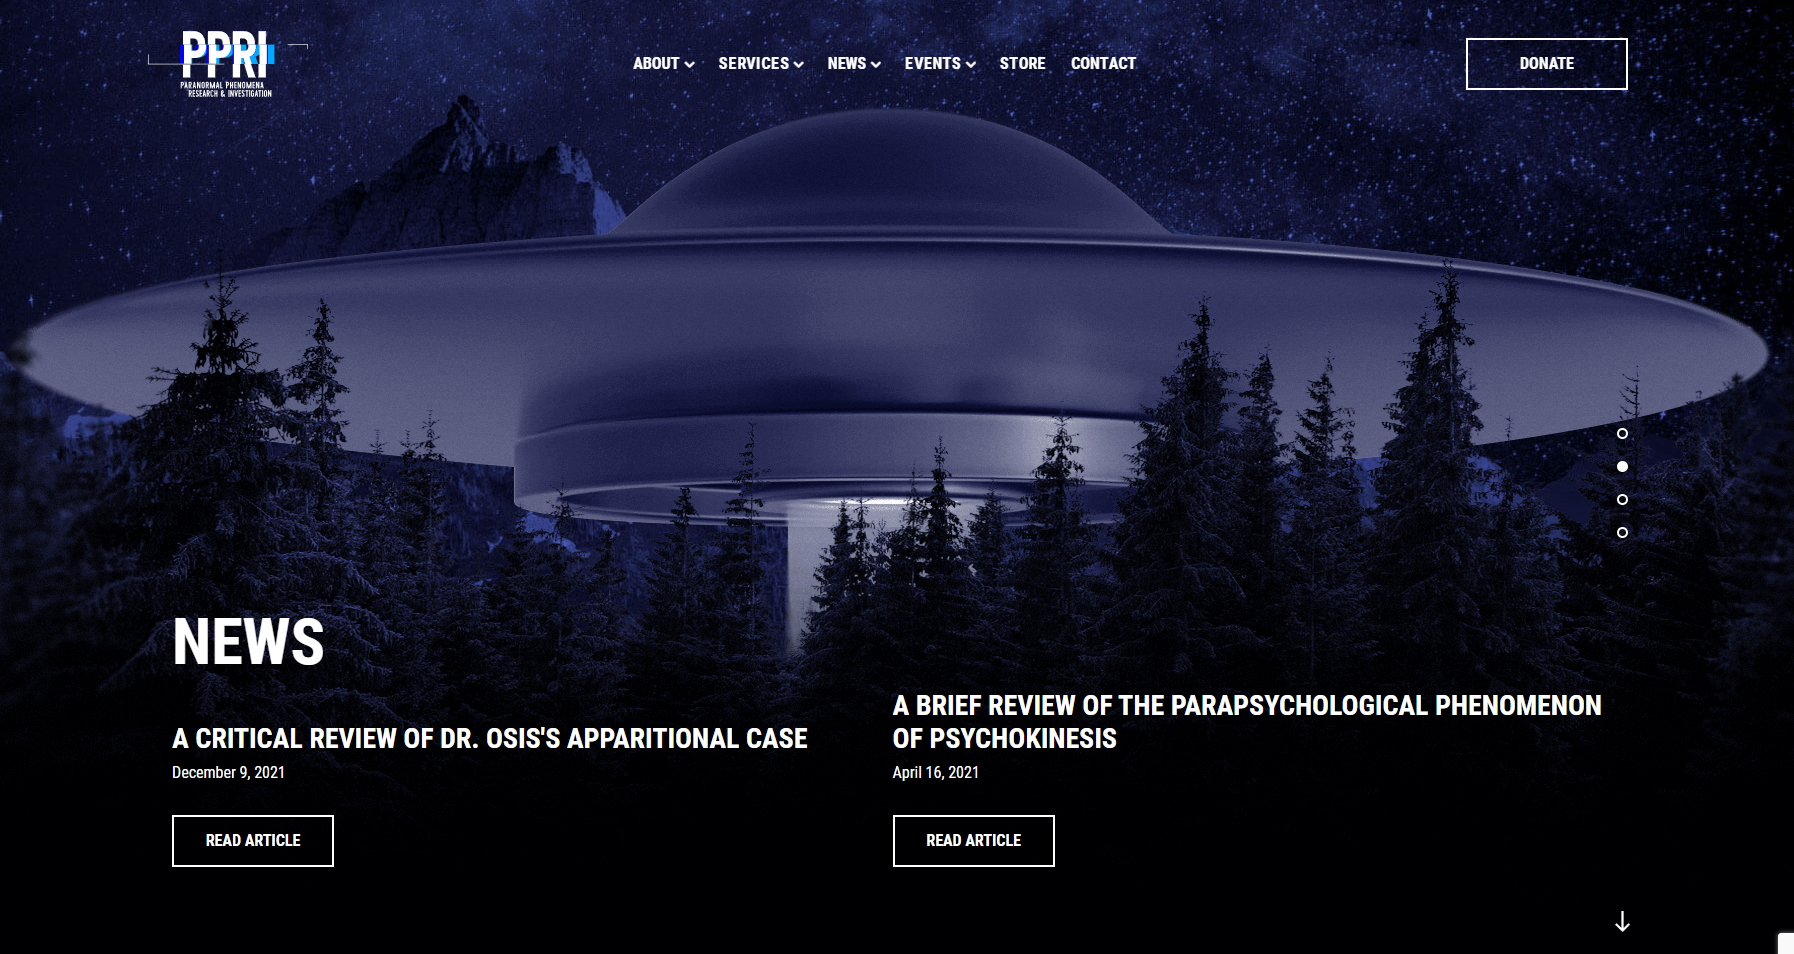 PPRI
PARANORMAL PHENOMENA
RESEARCH & INVESTIGATION
ABOUT
SERVICES
NEWS
EVENTS
STORE
CONTACT
DONATE
NEWS
A CRITICAL REVIEW OF DR. OSIS'S APPARITIONAL CASE
December 9, 2021
READ ARTICLE
A BRIEF REVIEW OF THE PARAPSYCHOLOGICAL PHENOMENON
OF PSYCHOKINESIS
April 16, 2021
READ ARTICLE